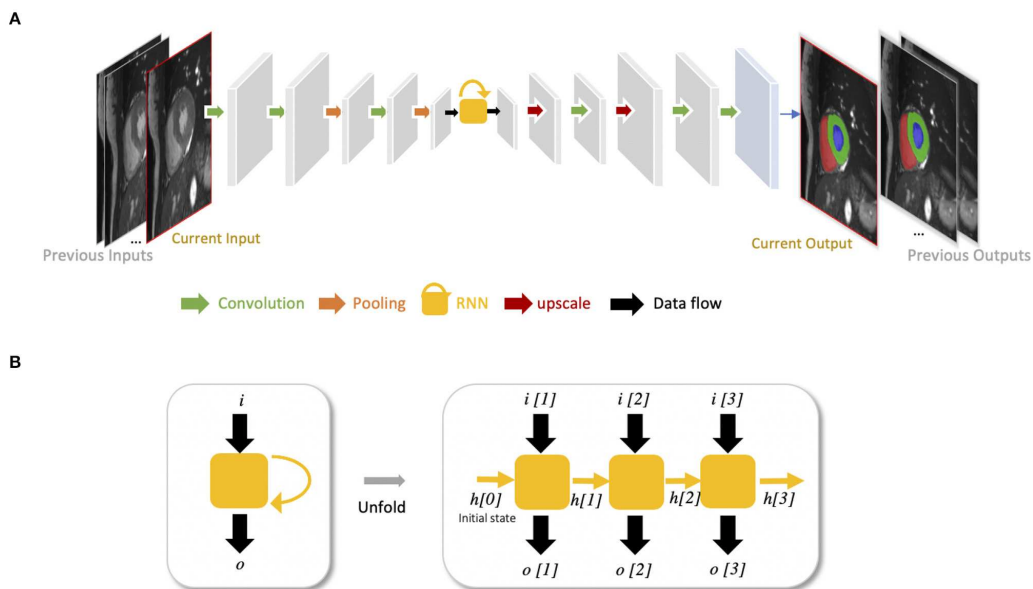 A
...
Current Input
Previous Inputs
...
Current Output
Previous Outputs
Convolution
Pooling
RNN
upscale
Data flow
B
i
o
Unfold
i [1] i [2] i [3]
h[0] h[1] h[2] h[3]
Initial state
o [1] o [2] o [3]